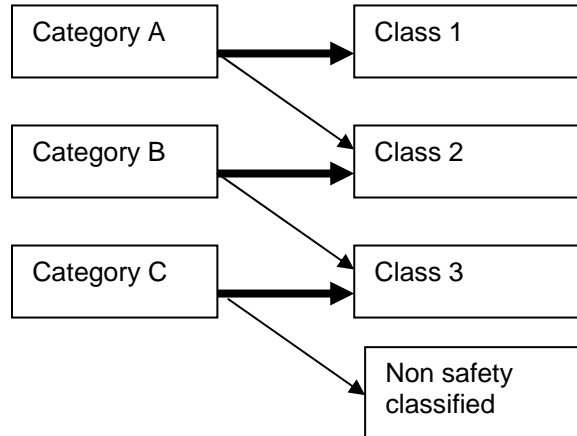 Category A
Class 1
Category B
Class 2
Category C
Class 3
Non safety
classified